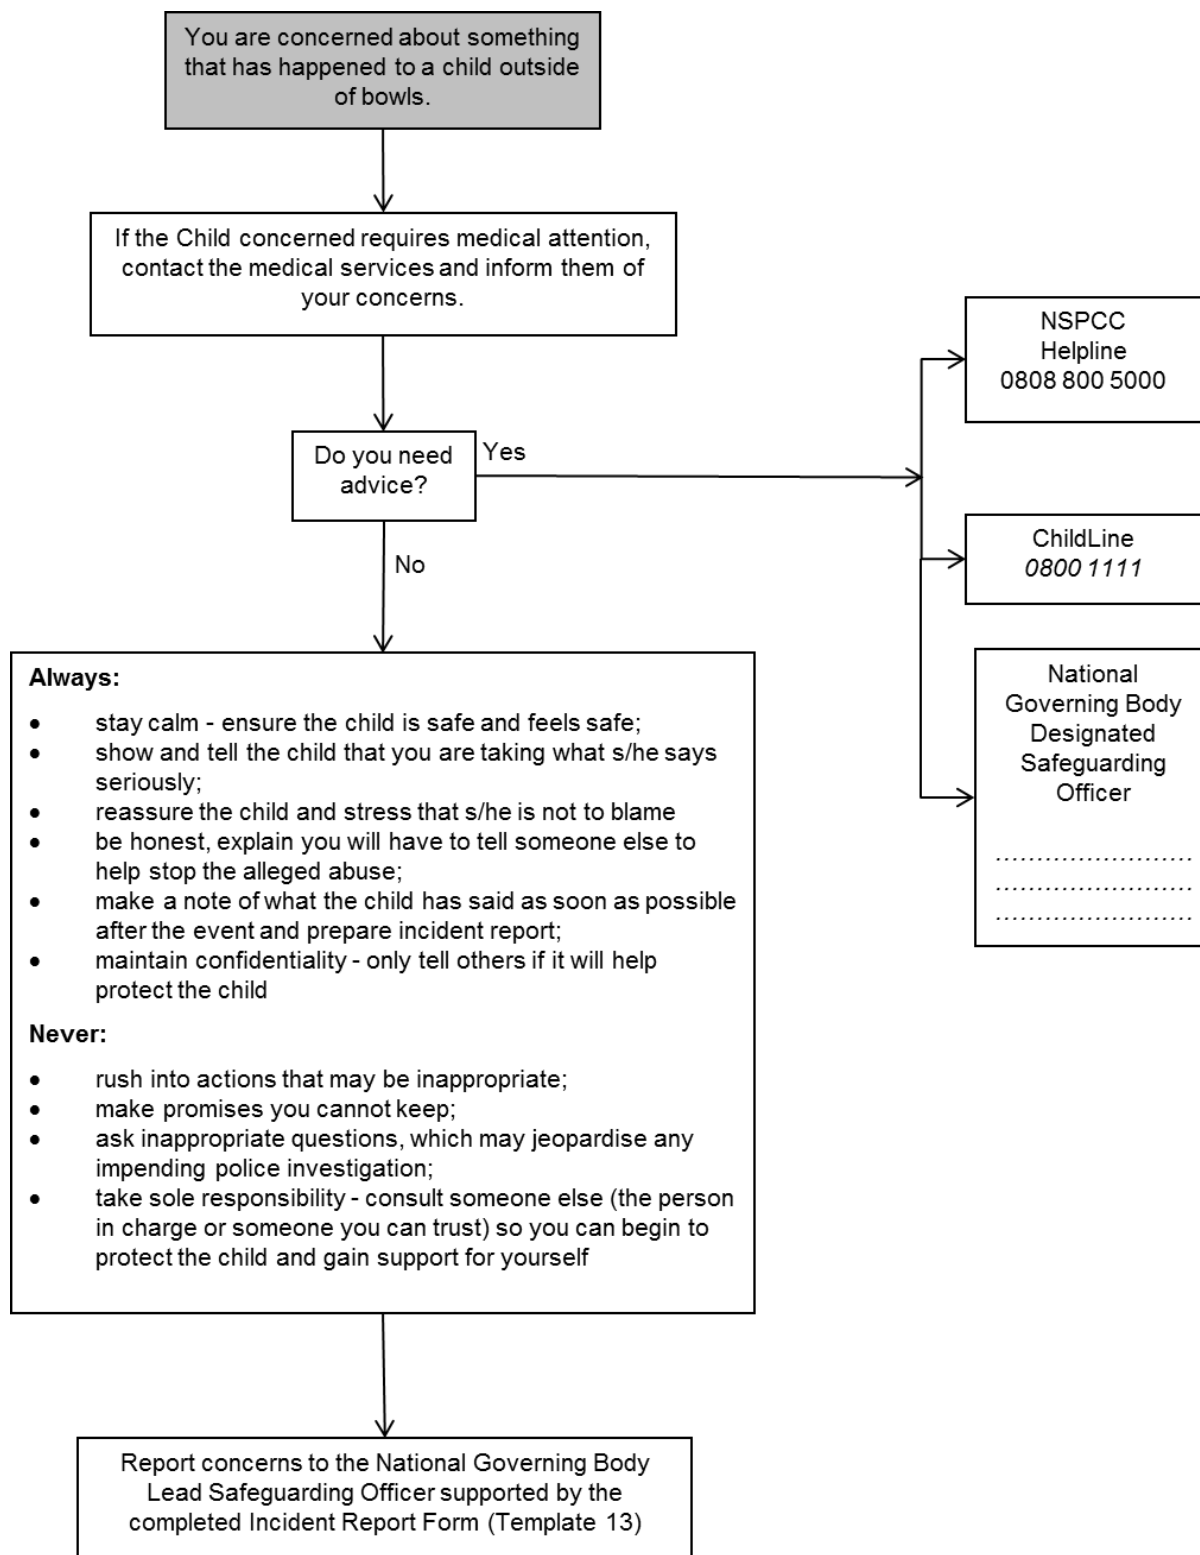 You are concerned about something
that has happened to a child outside
of bowls.
If the Child concerned requires medical attention,
contact the medical services and inform them of
your concerns.
Do you need
advice?
Yes
No
NSPCC
Helpline
0808 800 5000
ChildLine
0800 1111
National
Governing Body
Designated
Safeguarding
Officer
........................
........................
........................
Always:
• stay calm - ensure the child is safe and feels safe;
• show and tell the child that you are taking what s/he says
seriously;
• reassure the child and stress that s/he is not to blame
• be honest, explain you will have to tell someone else to
help stop the alleged abuse;
• make a note of what the child has said as soon as possible
after the event and prepare incident report;
• maintain confidentiality - only tell others if it will help
protect the child
Never:
• rush into actions that may be inappropriate;
• make promises you cannot keep;
• ask inappropriate questions, which may jeopardise any
impending police investigation;
• take sole responsibility - consult someone else (the person
in charge or someone you can trust) so you can begin to
protect the child and gain support for yourself
Report concerns to the National Governing Body
Lead Safeguarding Officer supported by the
completed Incident Report Form (Template 13)